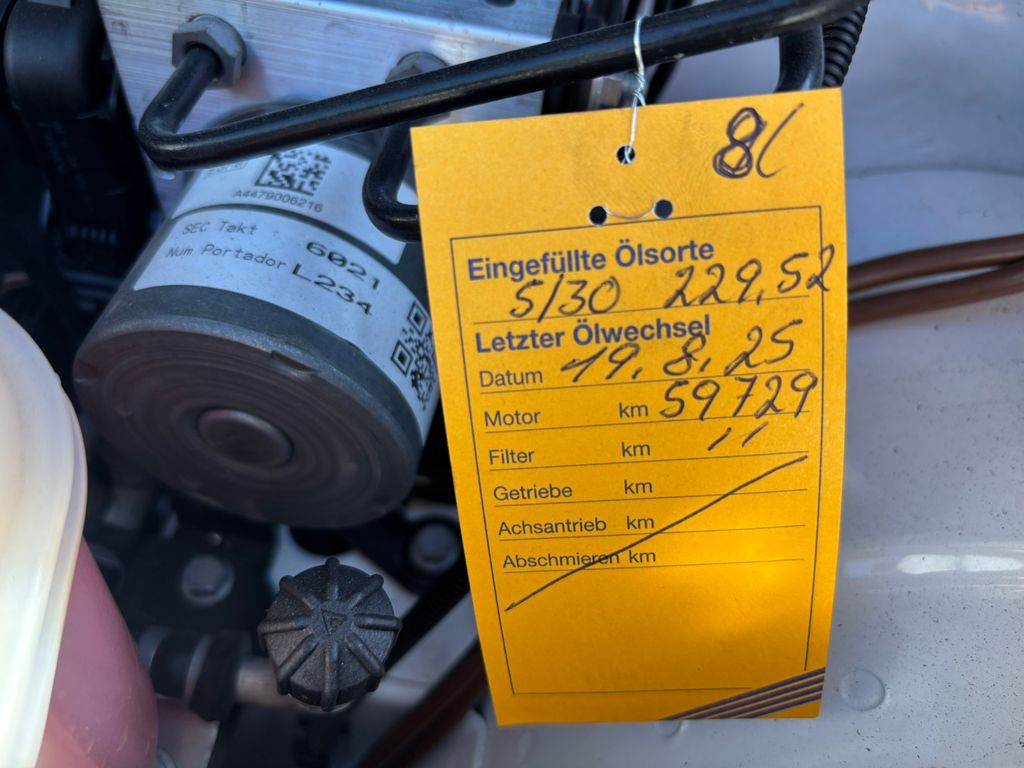 8l
Eingefüllte Ölsorte
5/30 229,52
Letzter Ölwechsel
Datum 19.8.25
Motor km 59729
Filter km 11
Getriebe km
Achsantrieb km
Abschmieren km
A4479006216
SEC Takt 6021
Num Portador L234